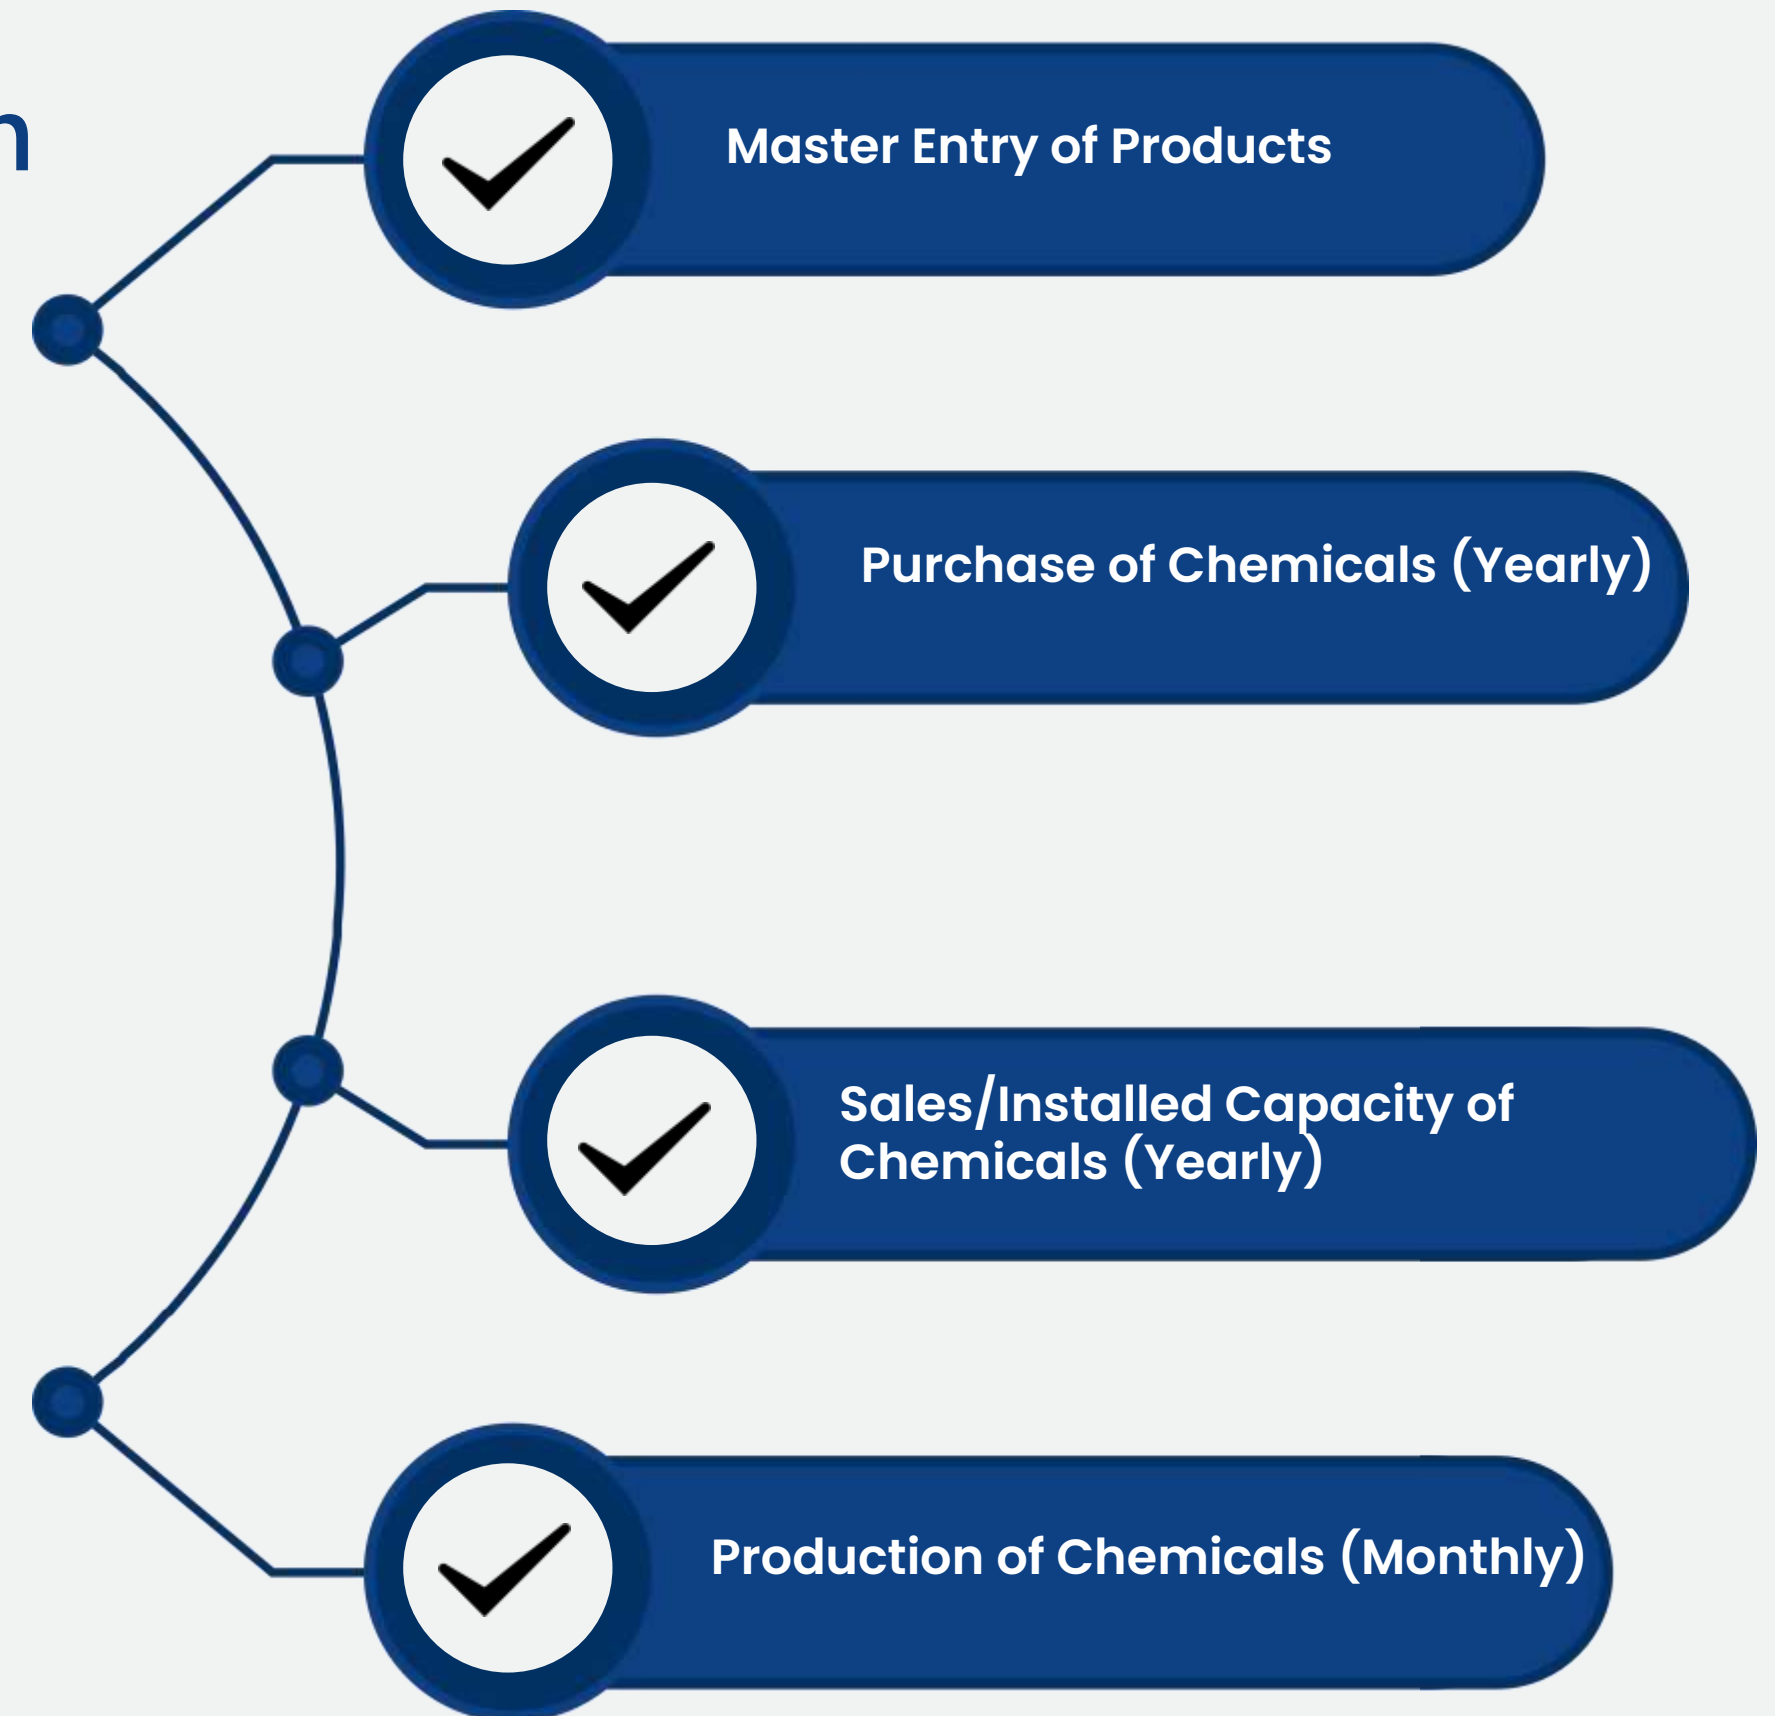 Master Entry of Products
Purchase of Chemicals (Yearly)
Sales/Installed Capacity of
Chemicals (Yearly)
Production of Chemicals (Monthly)